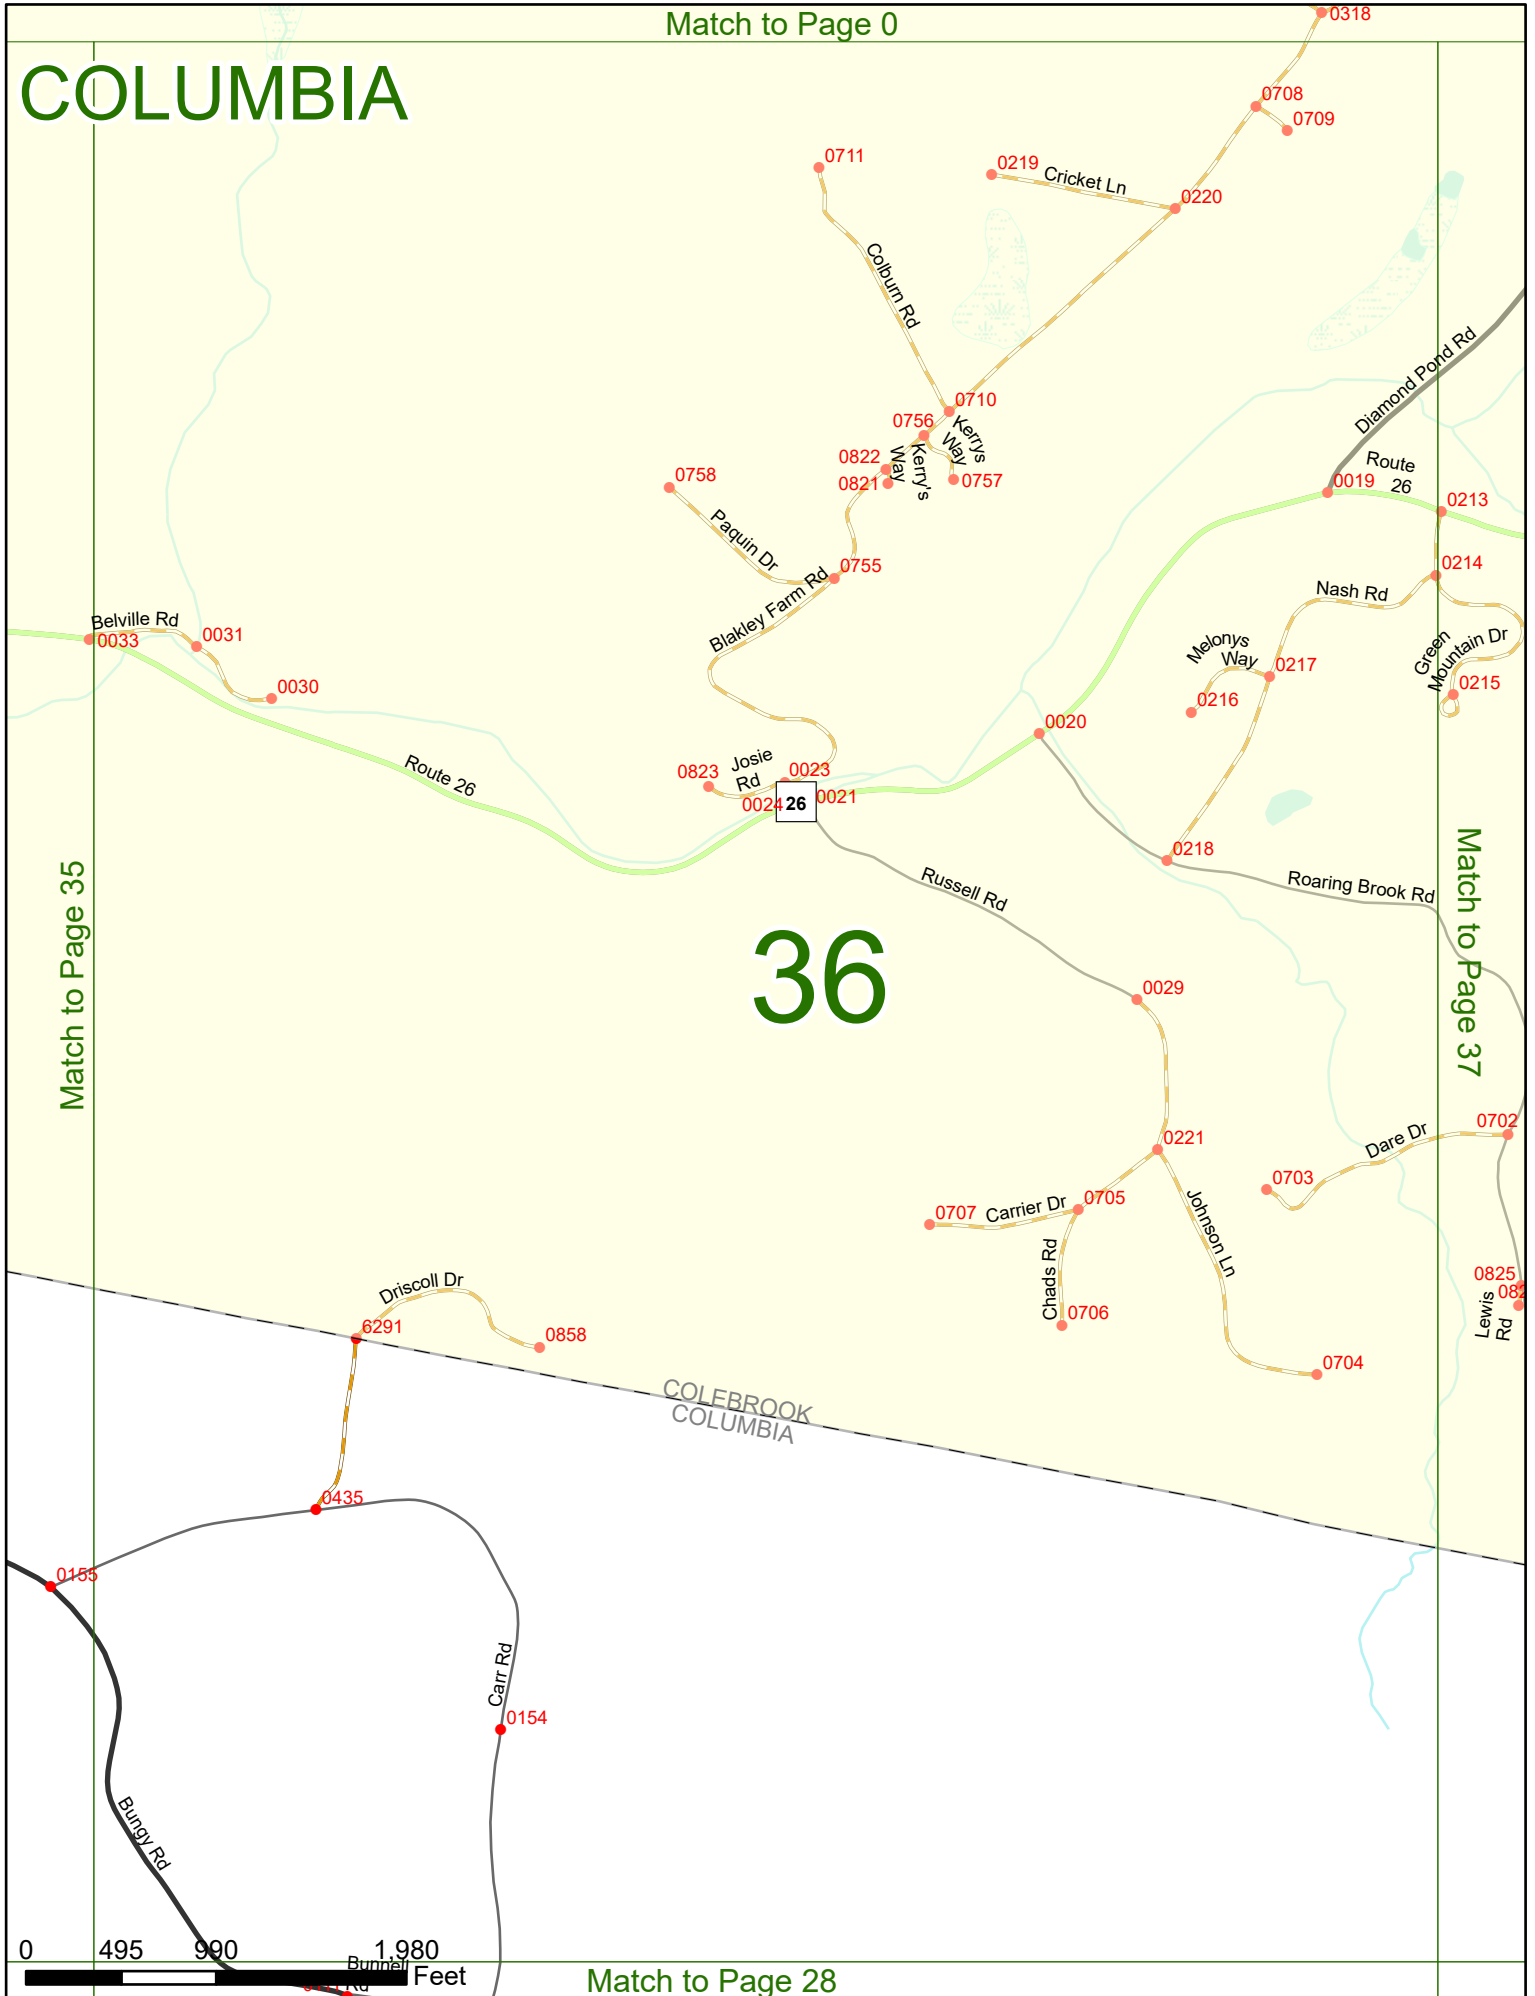 Match to Page 0
0318
COLUMBIA
0708
0709
0711
0219
Cricket Ln
0220
Colburn Rd
Diamond Pond Rd
0710
0756
Kerrys
Way
0822
Kerry's
Way
0821
0757
0758
Route
26
0019
0213
Paquin Dr
0755
0214
Nash Rd
Blakley Farm Rd
Belville Rd
0033
0031
Melonys
Way
0217
Green
Mountain Dr
0215
0030
0216
0020
Route 26
Josie
Rd
0823
0023
0024
26
0021
0218
Russell Rd
Roaring Brook Rd
Match to Page 35
Match to Page 37
36
0029
0221
0702
Dare Dr
0703
0705
0707
Carrier Dr
Johnson Ln
Chads Rd
0706
0825
Lewis
Rd
Driscoll Dr
6291
0858
0704
COLEBROOK
COLUMBIA
0435
0155
Carr Rd
0154
Bungy Rd
0
495
990
1,980
Feet
Bunnell
Rd
Match to Page 28